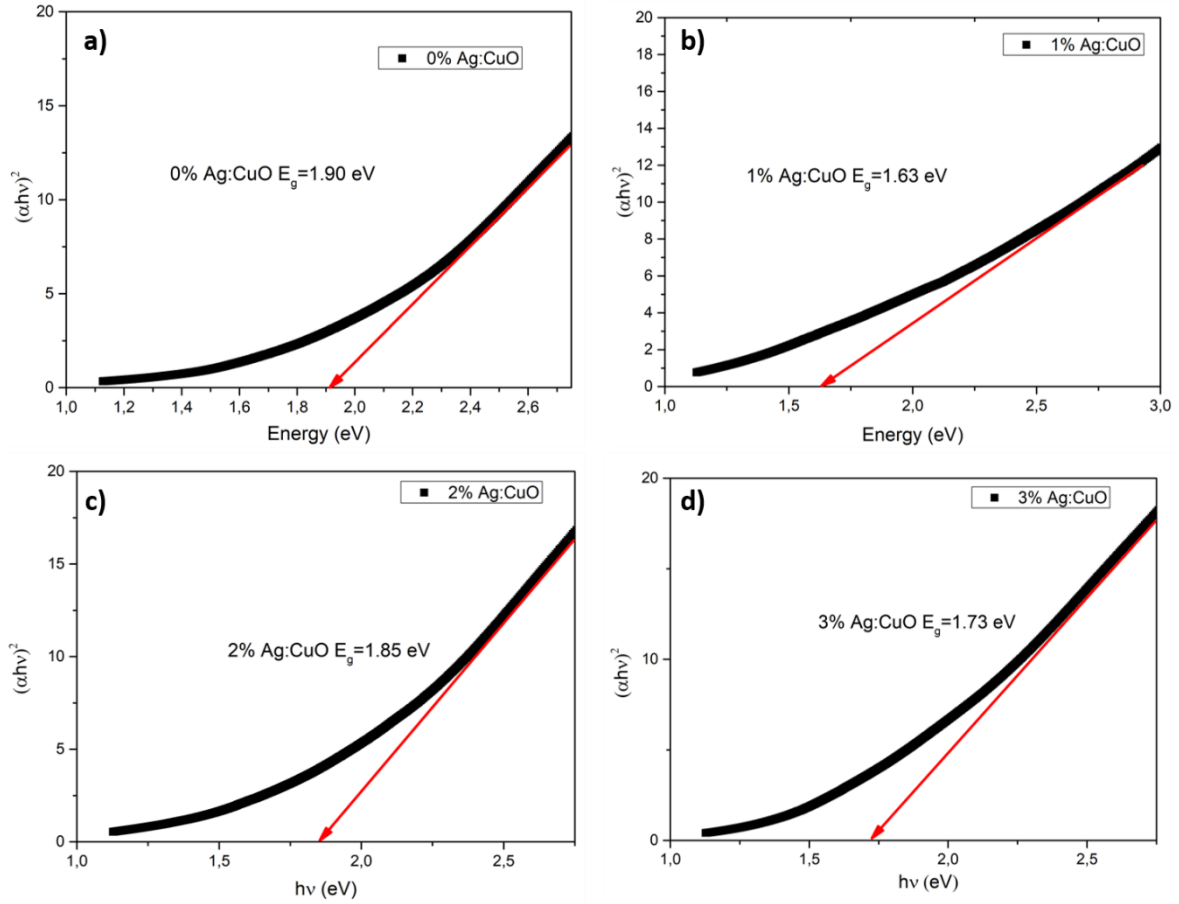 a)
0% Ag:CuO
0% Ag:CuO E_g=1.90 eV
(αhν)²
20
15
10
5
0
1,0 1,2 1,4 1,6 1,8 2,0 2,2 2,4 2,6
Energy (eV)
b)
1% Ag:CuO
1% Ag:CuO E_g=1.63 eV
(αhν)²
20
18
16
14
12
10
8
6
4
2
0
1,0 1,5 2,0 2,5 3,0
Energy (eV)
c)
2% Ag:CuO
2% Ag:CuO E_g=1.85 eV
(αhν)²
20
15
10
5
0
1,0 1,5 2,0 2,5
hν (eV)
d)
3% Ag:CuO
3% Ag:CuO E_g=1.73 eV
(αhν)²
20
10
0
1,0 1,5 2,0 2,5
hν (eV)